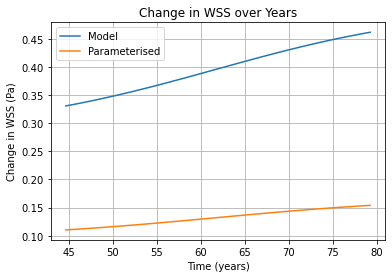 Change in WSS over Years
Model
Parameterised
0.45
0.40
0.35
0.30
0.25
0.20
0.15
0.10
Change in WSS (Pa)
45 50 55 60 65 70 75 80
Time (years)